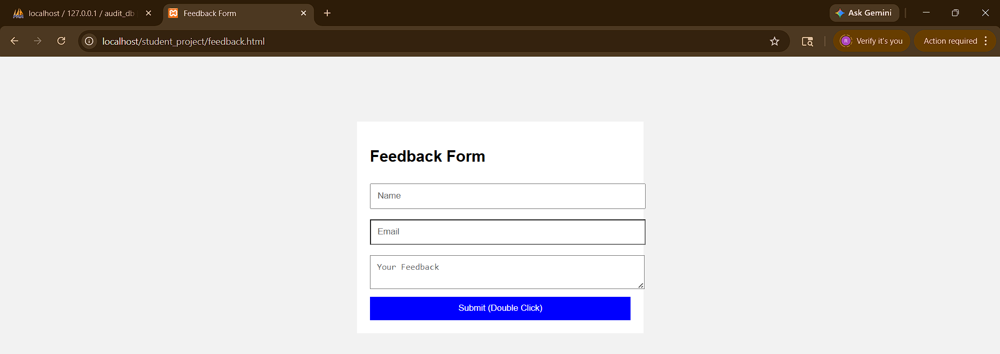 localhost / 127.0.0.1 / audit_db
Feedback Form
Ask Gemini
localhost/student_project/feedback.html
R
Verify it's you
Action required
Feedback Form
Name
Email
Your Feedback
Submit (Double Click)